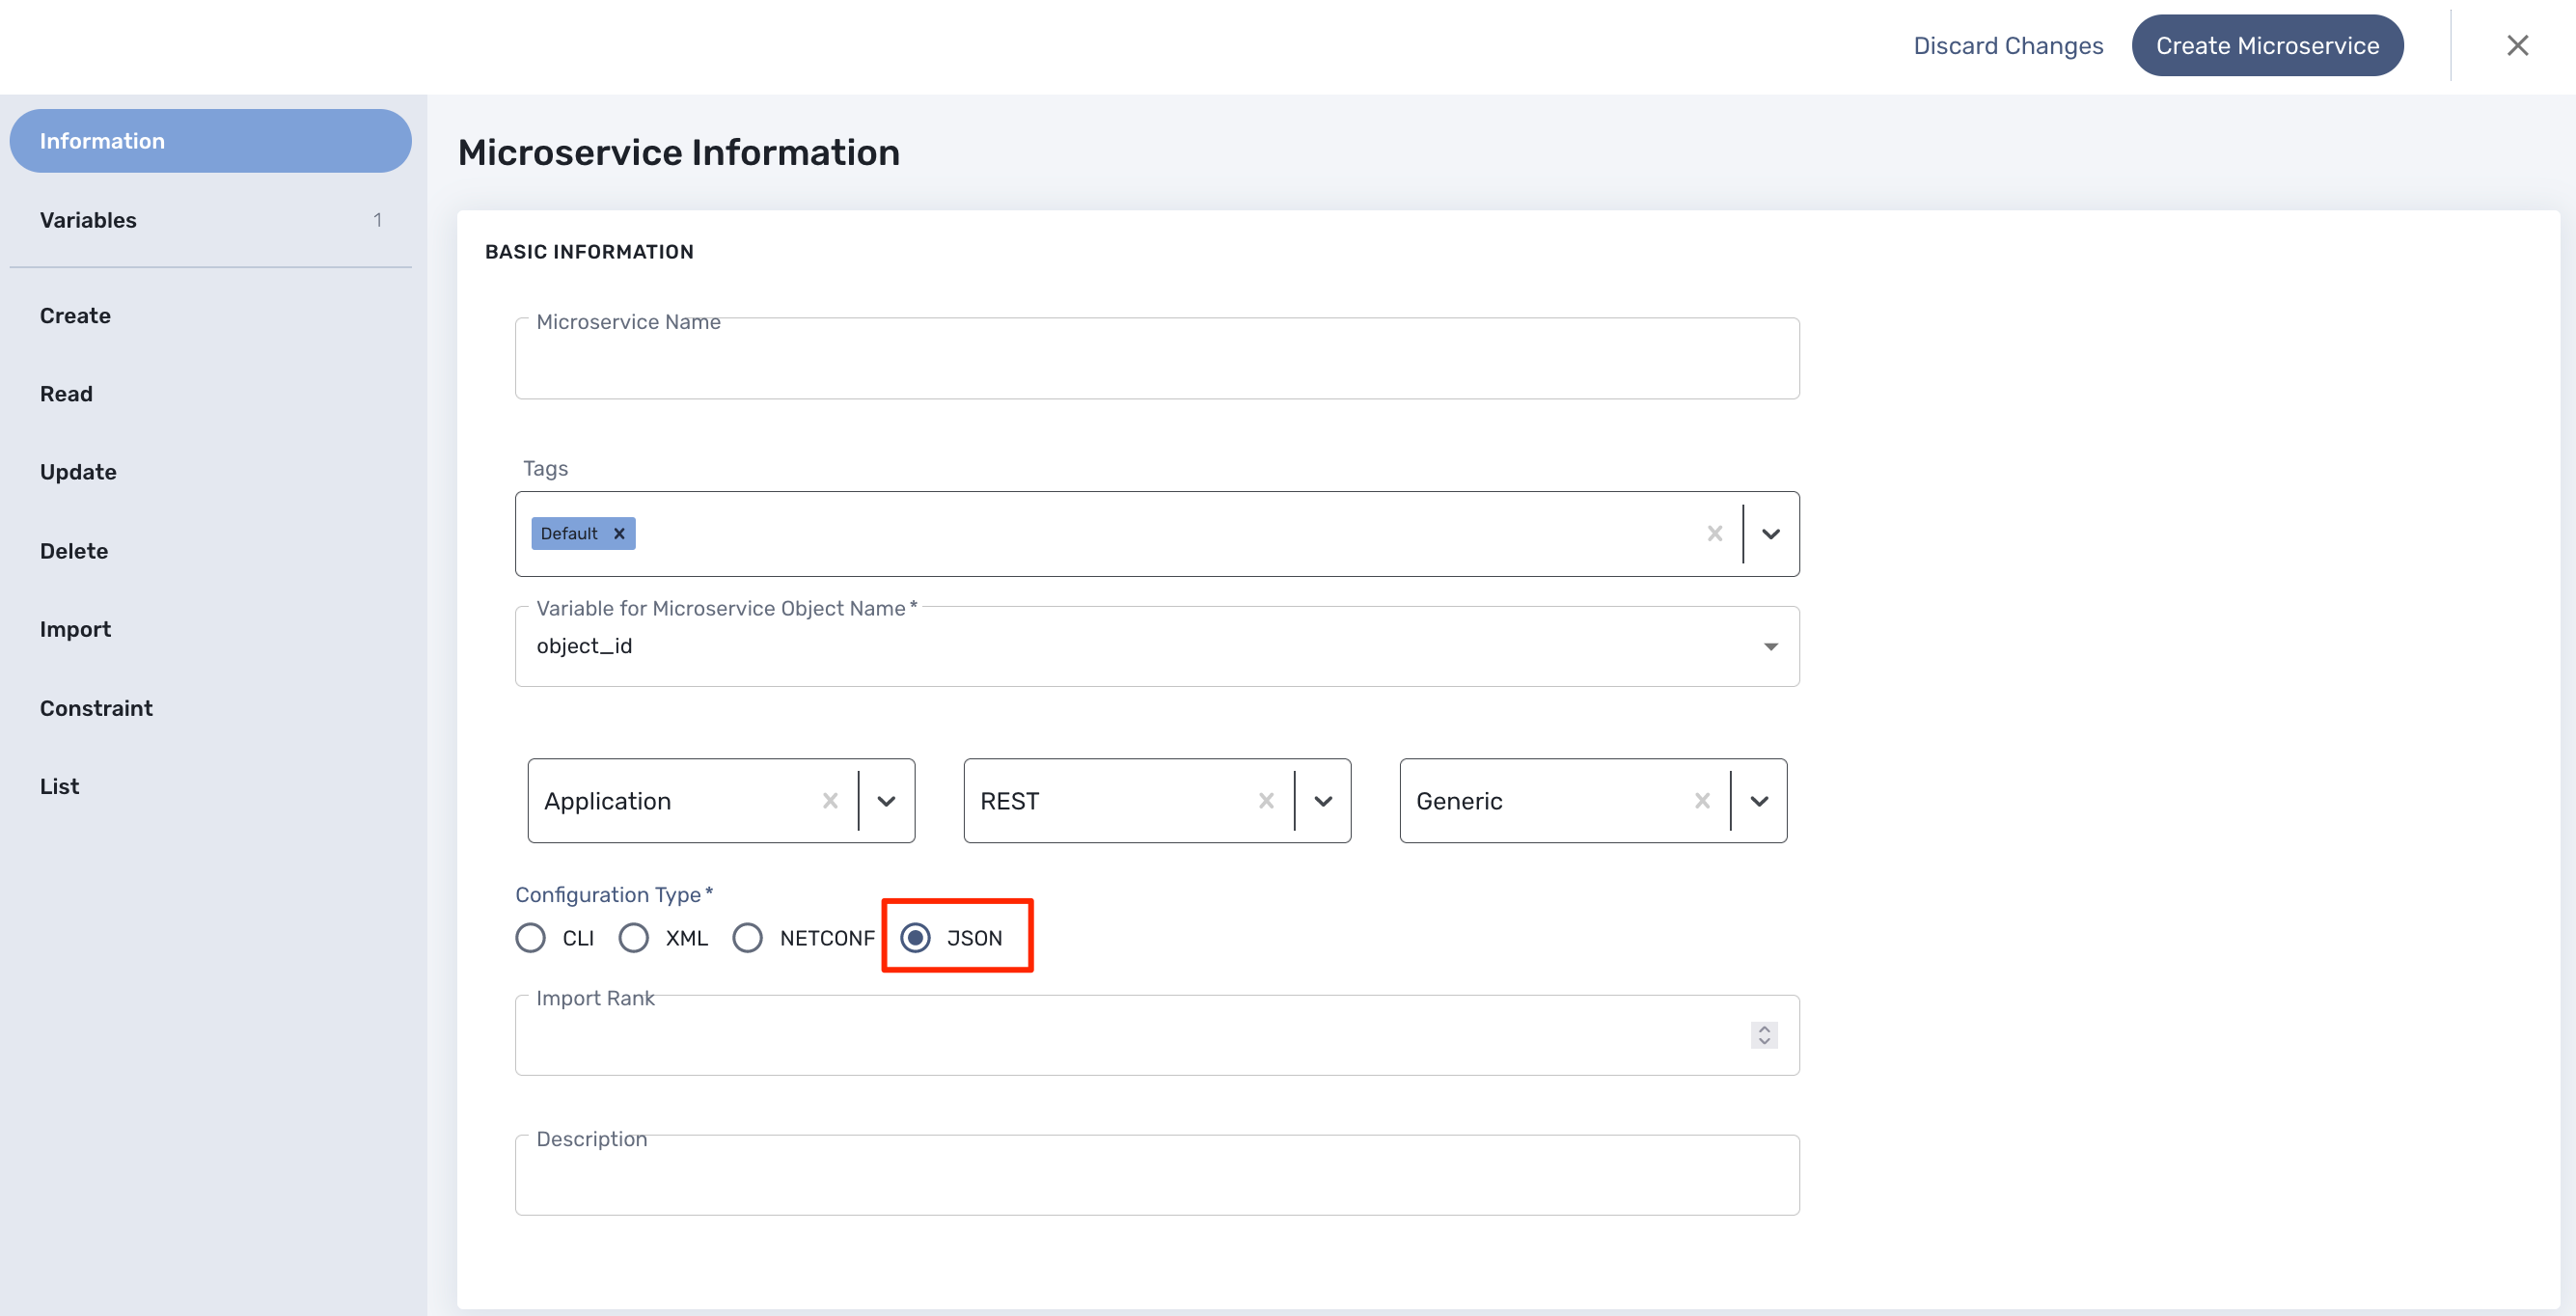 Discard Changes
Create Microservice
Information
Variables 1
Create
Read
Update
Delete
Import
Constraint
List
Microservice Information
BASIC INFORMATION
Microservice Name
Tags
Default
Variable for Microservice Object Name *
object_id
Application
REST
Generic
Configuration Type *
CLI XML NETCONF JSON
Import Rank
Description